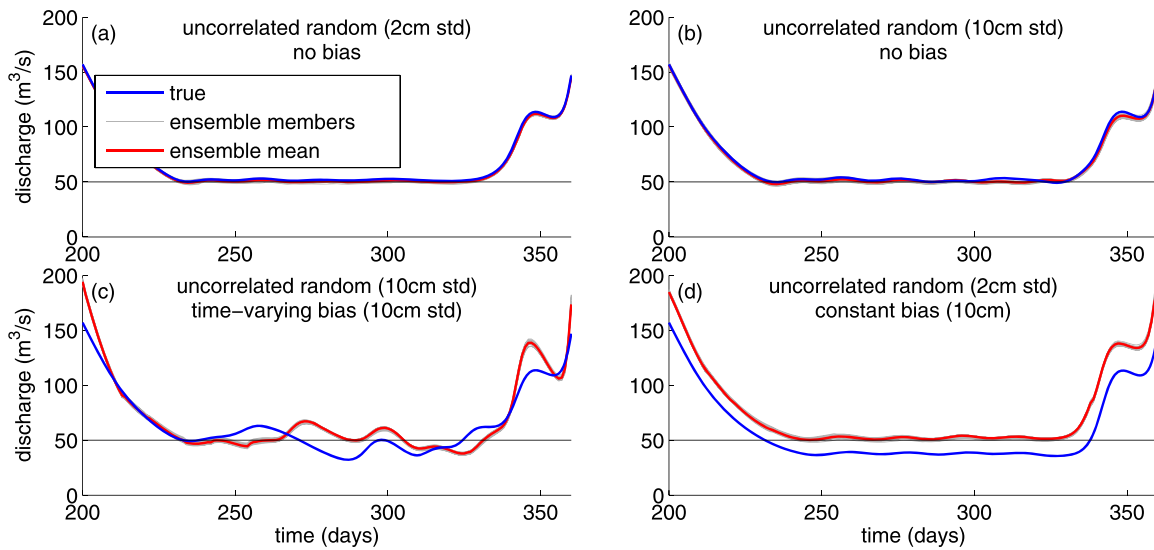 (a)
uncorrelated random (2cm std)
no bias
true
ensemble members
ensemble mean
discharge (m³/s)
200
150
100
50
0
200
250
300
350
(b)
uncorrelated random (10cm std)
no bias
200
150
100
50
0
200
250
300
350
(c)
uncorrelated random (10cm std)
time−varying bias (10cm std)
discharge (m³/s)
200
150
100
50
0
200
250
300
350
time (days)
(d)
uncorrelated random (2cm std)
constant bias (10cm)
200
150
100
50
0
200
250
300
350
time (days)